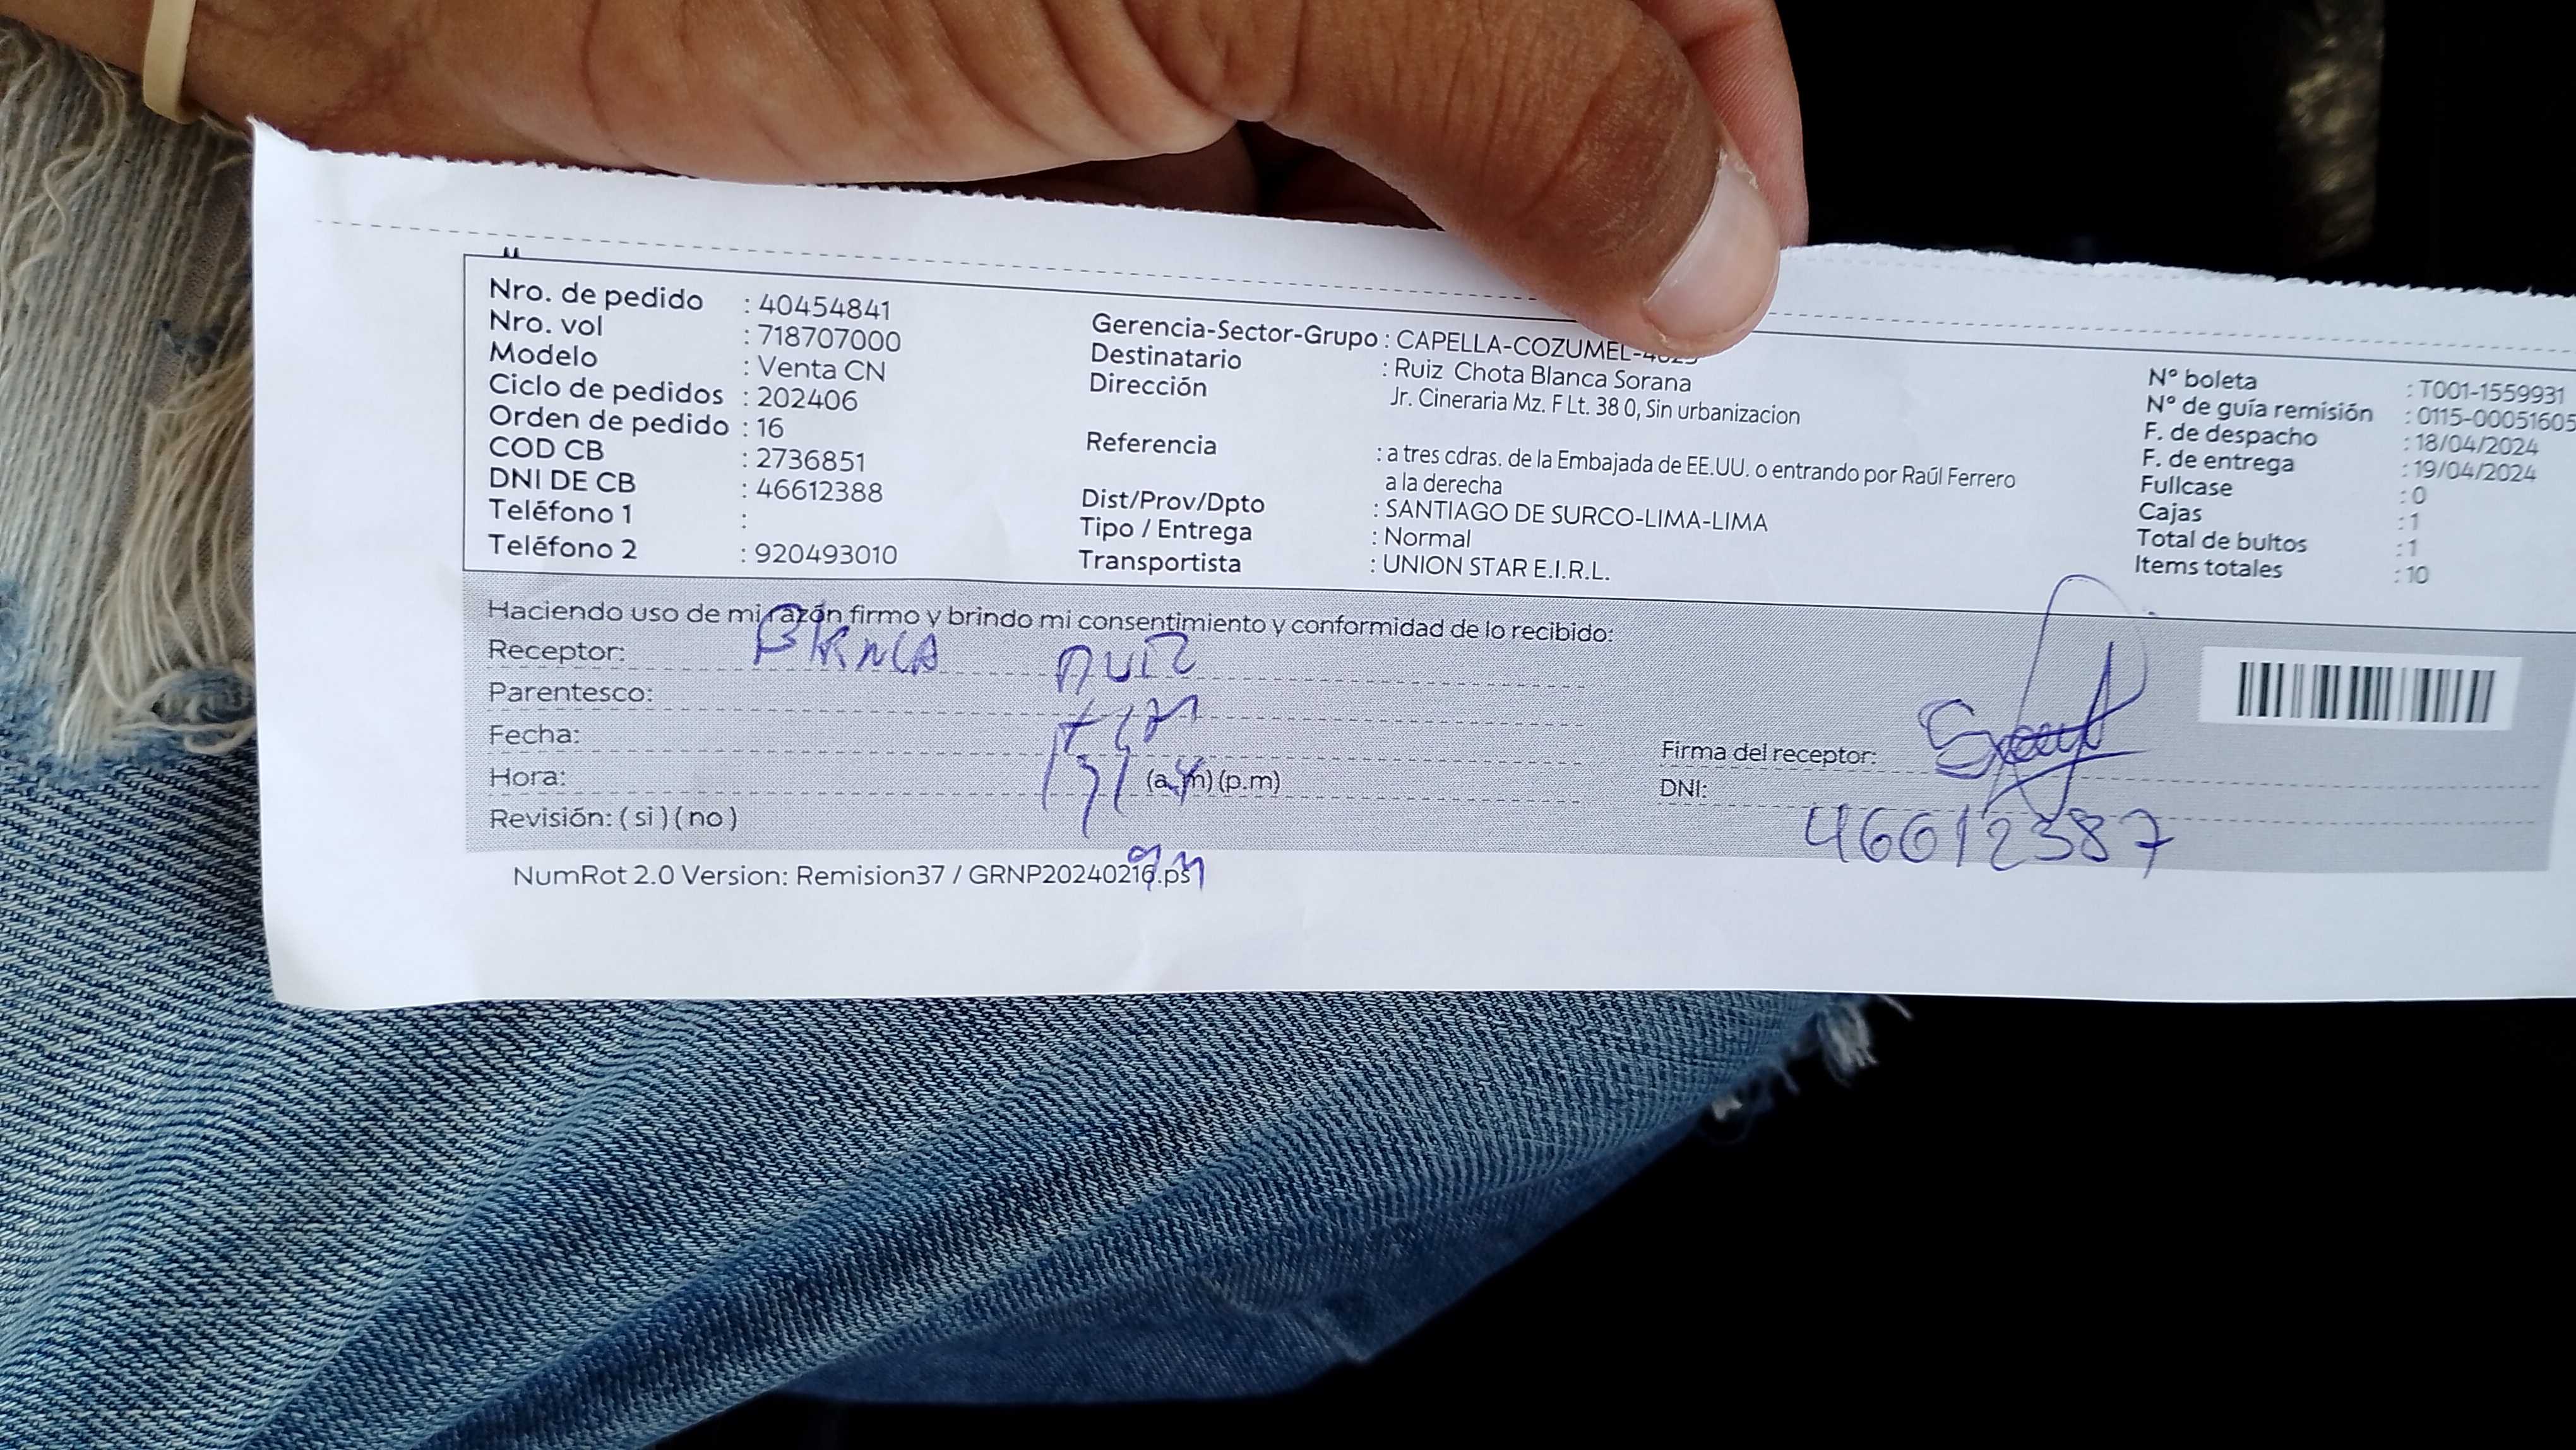 Nro. de pedido : 40454841
Nro. vol : 718707000
Modelo : Venta CN
Ciclo de pedidos : 202406
Orden de pedido : 16
COD CB : 2736851
DNI DE CB : 46612388
Teléfono 1 :
Teléfono 2 : 920493010
Gerencia-Sector-Grupo : CAPELLA-COZUMEL-
Destinatario : Ruiz Chota Blanca Sorana
Dirección Jr. Cineraria Mz. F Lt. 38 0, Sin urbanizacion
Referencia : a tres cdras. de la Embajada de EE.UU. o entrando por Raúl Ferrero
a la derecha
Dist/Prov/Dpto : SANTIAGO DE SURCO-LIMA-LIMA
Tipo / Entrega : Normal
Transportista : UNION STAR E.I.R.L.
N° boleta : T001-1559931
N° de guía remisión : 0115-00051605
F. de despacho : 18/04/2024
F. de entrega : 19/04/2024
Fullcase : 0
Cajas : 1
Total de bultos : 1
Items totales : 10
Haciendo uso de mi razón firmo y brindo mi consentimiento y conformidad de lo recibido:
Receptor: RUIZ
Parentesco:
Fecha:
Hora: (a.m) (p.m)
Revisión: ( si ) ( no )
Firma del receptor:
DNI: 46612387
NumRot 2.0 Version: Remision37 / GRNP20240216.ps